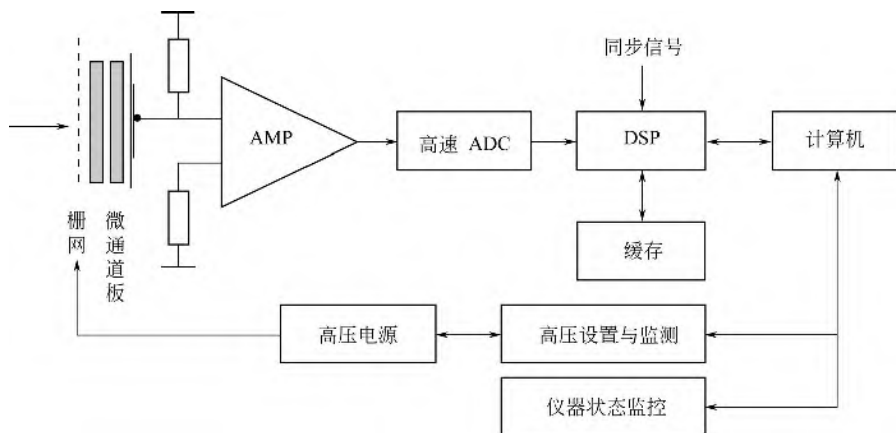 同步信号
AMP
高速 ADC
DSP
计算机
栅网
微通道板
缓存
高压电源
高压设置与监测
仪器状态监控